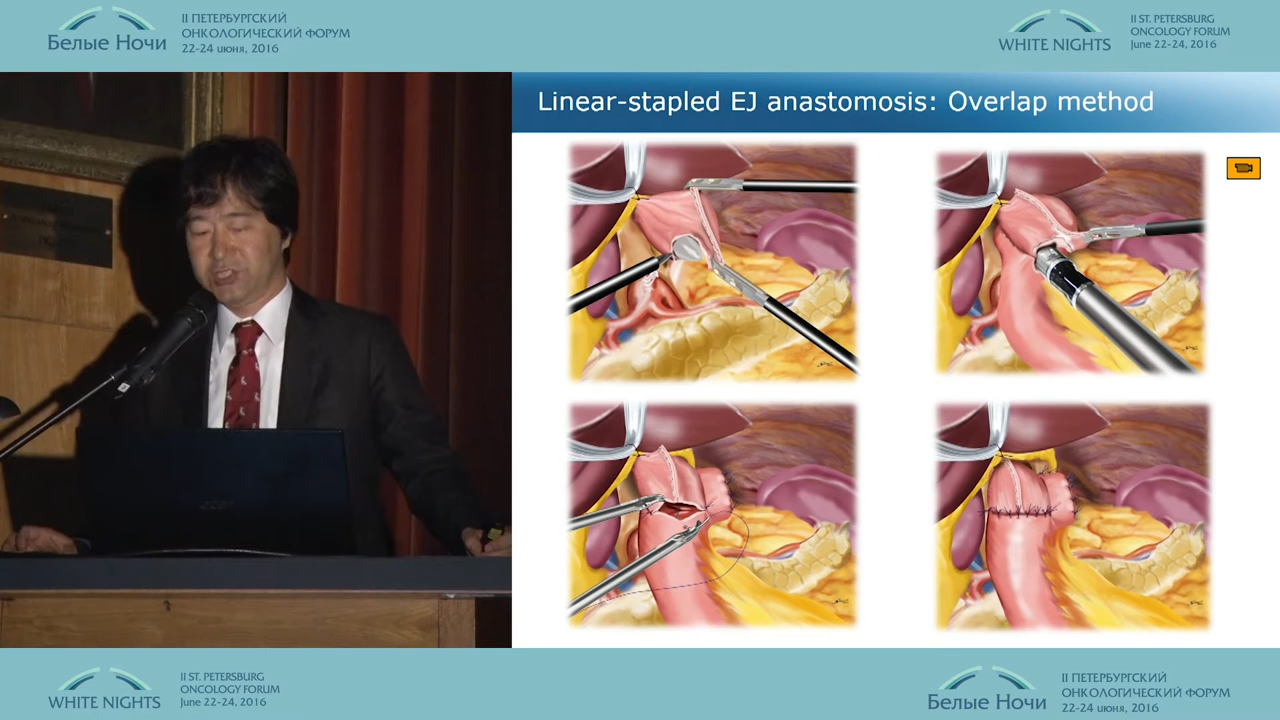 II ПЕТЕРБУРГСКИЙ
ОНКОЛОГИЧЕСКИЙ ФОРУМ
Белые Ночи
22-24 июня, 2016
II ST. PETERSBURG
ONCOLOGY FORUM
WHITE NIGHTS
June 22-24, 2016
Linear-stapled EJ anastomosis: Overlap method
II ST. PETERSBURG
ONCOLOGY FORUM
WHITE NIGHTS
June 22-24, 2016
II ПЕТЕРБУРГСКИЙ
ОНКОЛОГИЧЕСКИЙ ФОРУМ
Белые Ночи
22-24 июня, 2016